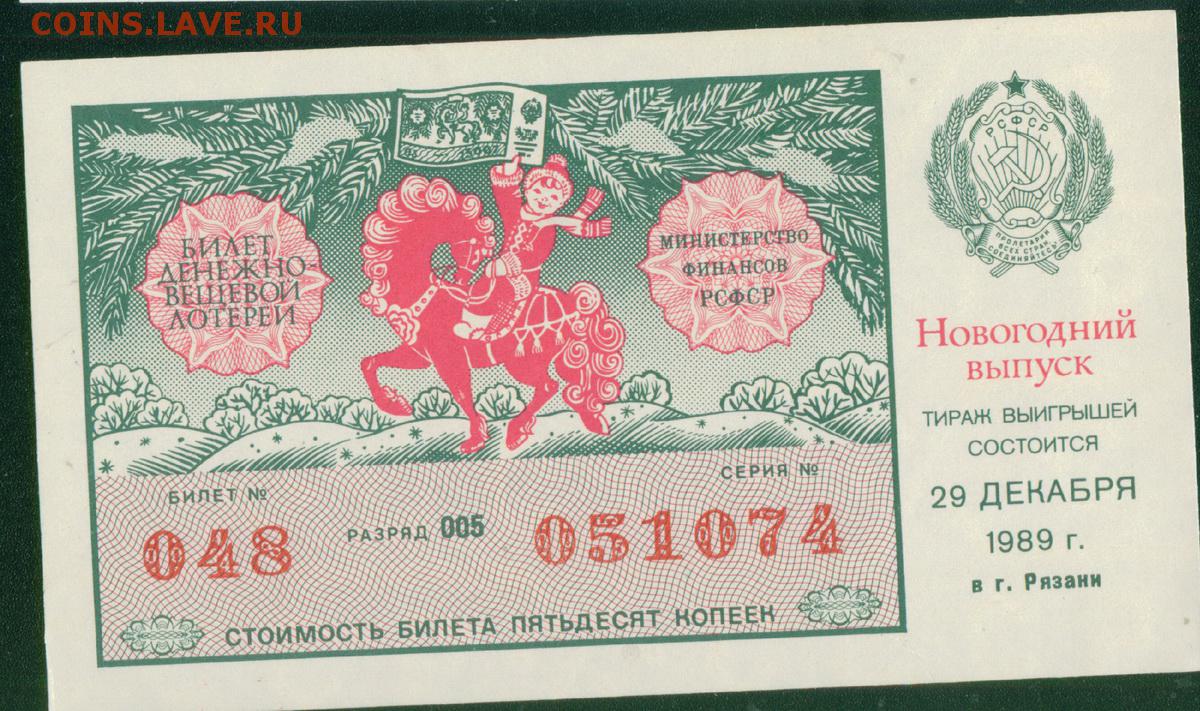 COINS.LAVE.RU
БИЛЕТ
ДЕНЕЖНО
ВЕЩЕВОЙ
ЛОТЕРЕИ
МИНИСТЕРСТВО
ФИНАНСОВ
РСФСР
БИЛЕТ №
048
РАЗРЯД 005
СЕРИЯ №
051074
СТОИМОСТЬ БИЛЕТА ПЯТЬДЕСЯТ КОПЕЕК
РСФСР
ПРОЛЕТАРИИ
ВСЕХ СТРАН,
СОЕДИНЯЙТЕСЬ!
Новогодний
выпуск
ТИРАЖ ВЫИГРЫШЕЙ
СОСТОИТСЯ
29 ДЕКАБРЯ
1989 г.
в г. Рязани